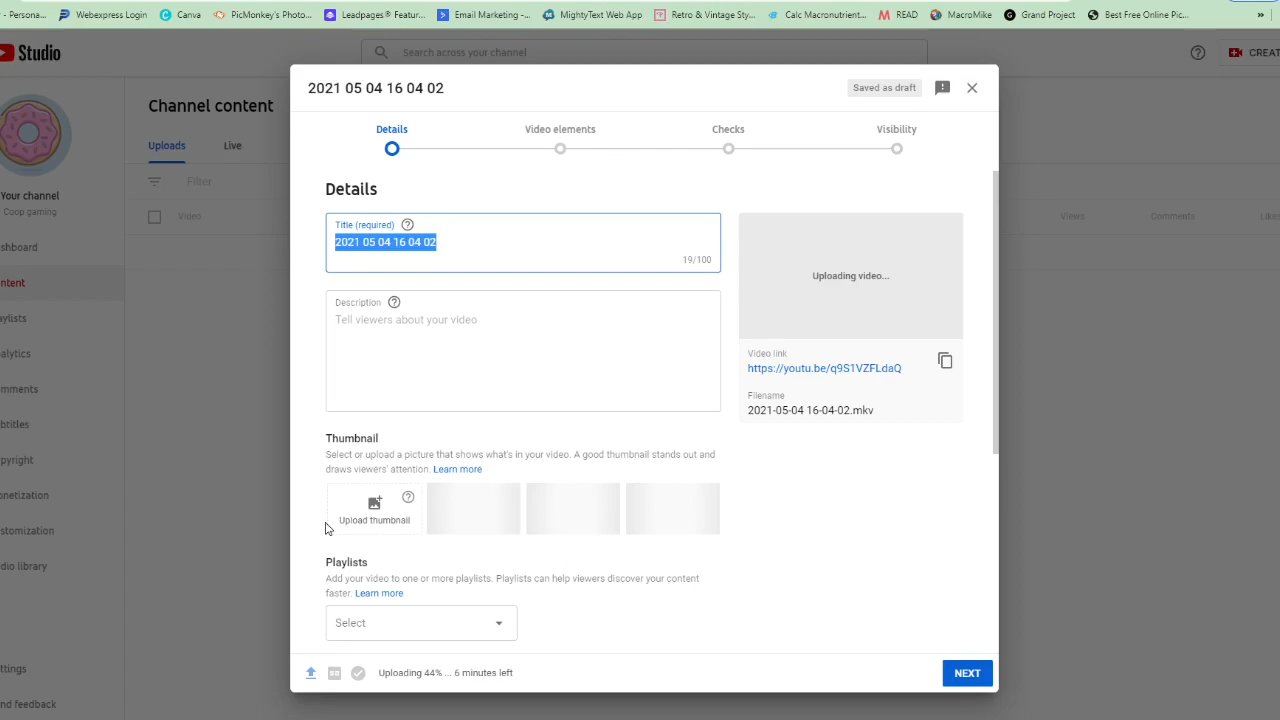 - Persona...
Webexpress Login
Canva
PicMonkey's Photo...
Leadpages® Featur...
Email Marketing -...
MightyText Web App
Retro & Vintage Sty...
Calc Macronutrient...
READ
MacroMike
Grand Project
Best Free Online Pic...
»
Studio
Search across your channel
CREAT
Your channel
Coop gaming
shboard
ntent
aylists
alytics
mments
btitles
pyright
netization
stomization
dio library
ttings
nd feedback
Channel content
Uploads
Live
Filter
Video
Views
Comments
Likes
2021 05 04 16 04 02
Saved as draft
Details
Video elements
Checks
Visibility
Details
Title (required)
2021 05 04 16 04 02
19/100
Description
Tell viewers about your video
Uploading video...
Video link
https://youtu.be/q9S1VZFLdaQ
Filename
2021-05-04 16-04-02.mkv
Thumbnail
Select or upload a picture that shows what's in your video. A good thumbnail stands out and
draws viewers' attention. Learn more
Upload thumbnail
Playlists
Add your video to one or more playlists. Playlists can help viewers discover your content
faster. Learn more
Select
Uploading 44% ... 6 minutes left
NEXT